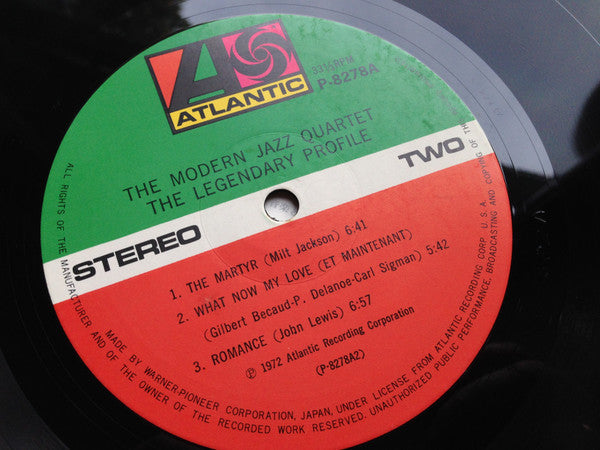 ATLANTIC
33⅓RPM
P-8278A
THE MODERN JAZZ QUARTET
THE LEGENDARY PROFILE
STEREO
TWO
1. THE MARTYR (Milt Jackson) 6:41
2. WHAT NOW MY LOVE (ET MAINTENANT)
(Gilbert Becaud-P. Delanoe-Carl Sigman) 5:42
3. ROMANCE (John Lewis) 6:57
℗ 1972 Atlantic Recording Corporation
(P-8278A2)
MADE BY WARNER-PIONEER CORPORATION, JAPAN, UNDER LICENSE FROM ATLANTIC RECORDING CORP. U.S.A.
ALL RIGHTS OF THE MANUFACTURER AND OF THE OWNER OF THE RECORDED WORK RESERVED. UNAUTHORIZED PUBLIC PERFORMANCE, BROADCASTING AND COPYING OF THIS